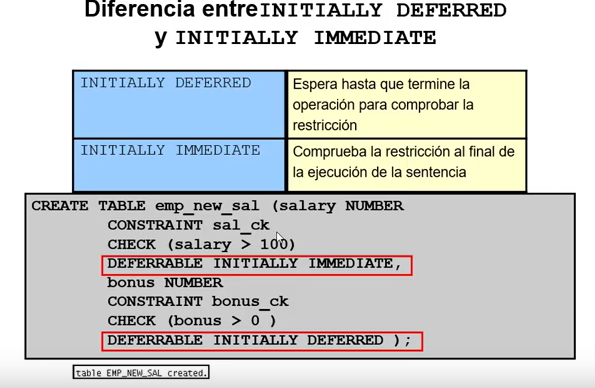 Diferencia entre INITIALLY DEFERRED
y INITIALLY IMMEDIATE
INITIALLY DEFERRED
Espera hasta que termine la
operación para comprobar la
restricción
INITIALLY IMMEDIATE
Comprueba la restricción al final de
la ejecución de la sentencia
CREATE TABLE emp_new_sal (salary NUMBER
CONSTRAINT sal_ck
CHECK (salary > 100)
DEFERRABLE INITIALLY IMMEDIATE,
bonus NUMBER
CONSTRAINT bonus_ck
CHECK (bonus > 0 )
DEFERRABLE INITIALLY DEFERRED );
table EMP_NEW_SAL created.